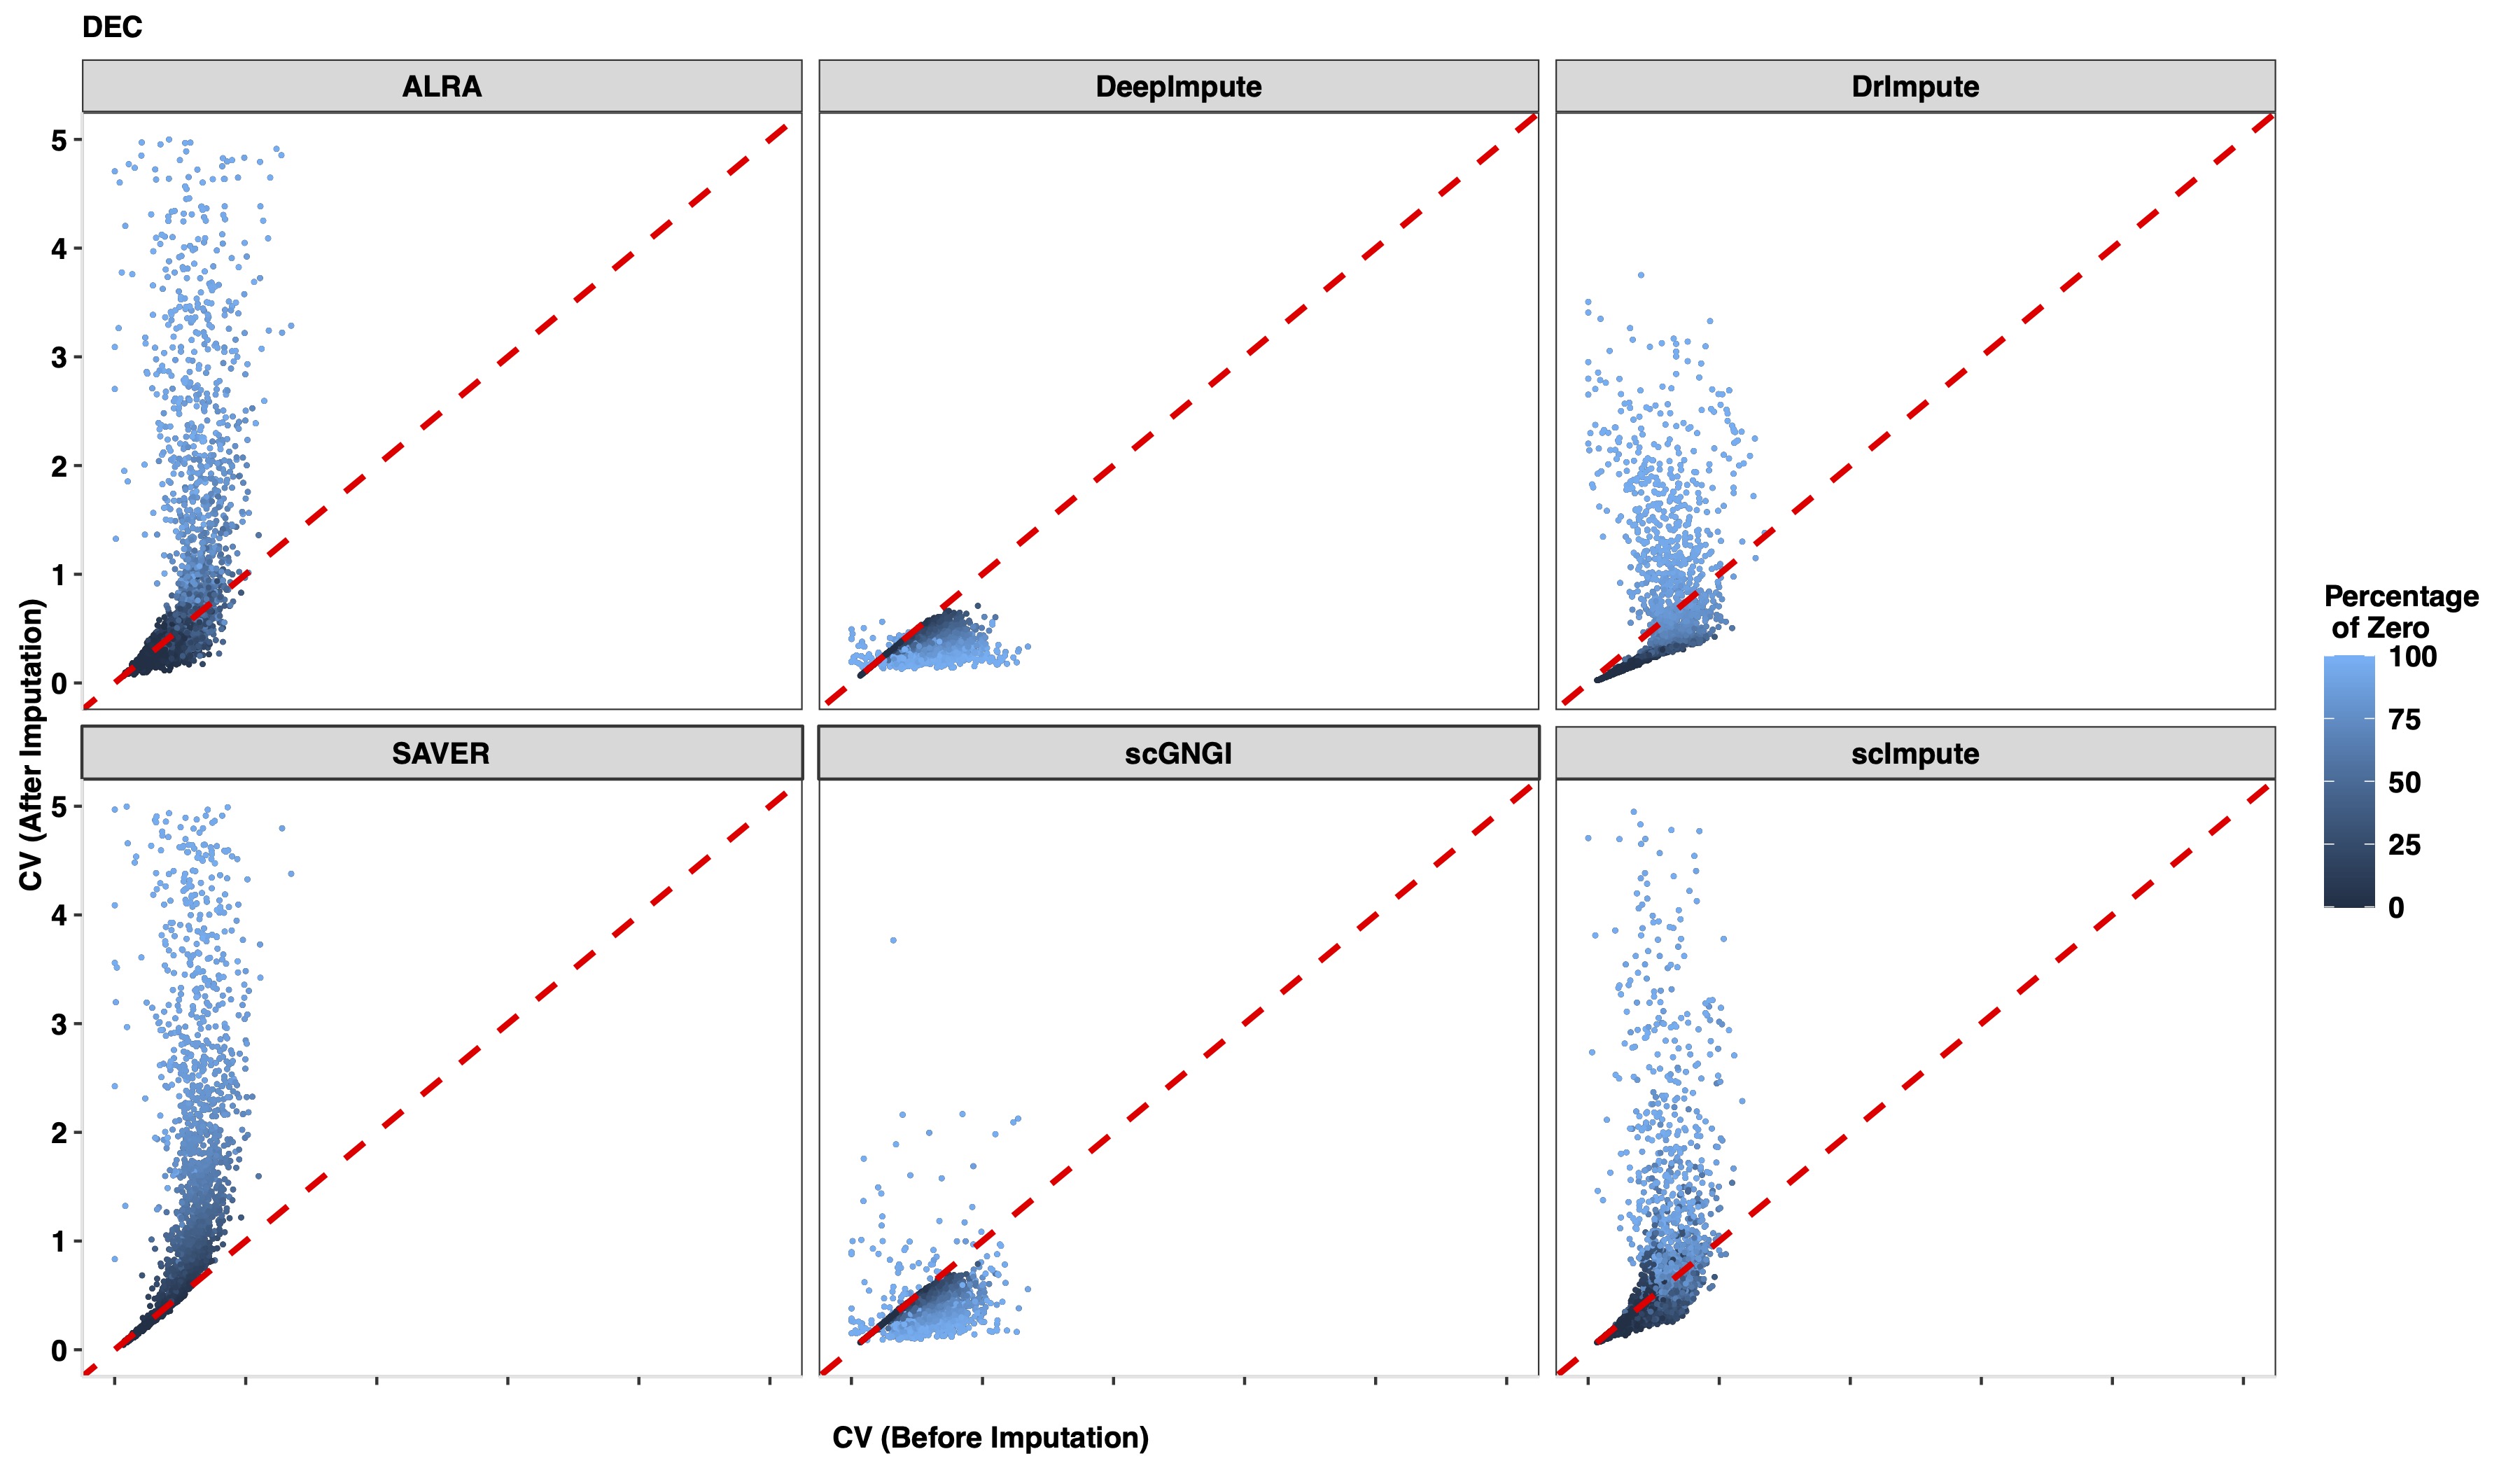 DEC
ALRA
DeepImpute
DrImpute
5
4
3
2
1
0
SAVER
scGNGI
scImpute
5
4
3
2
1
0
CV (After Imputation)
CV (Before Imputation)
Percentage
of Zero
100
75
50
25
0